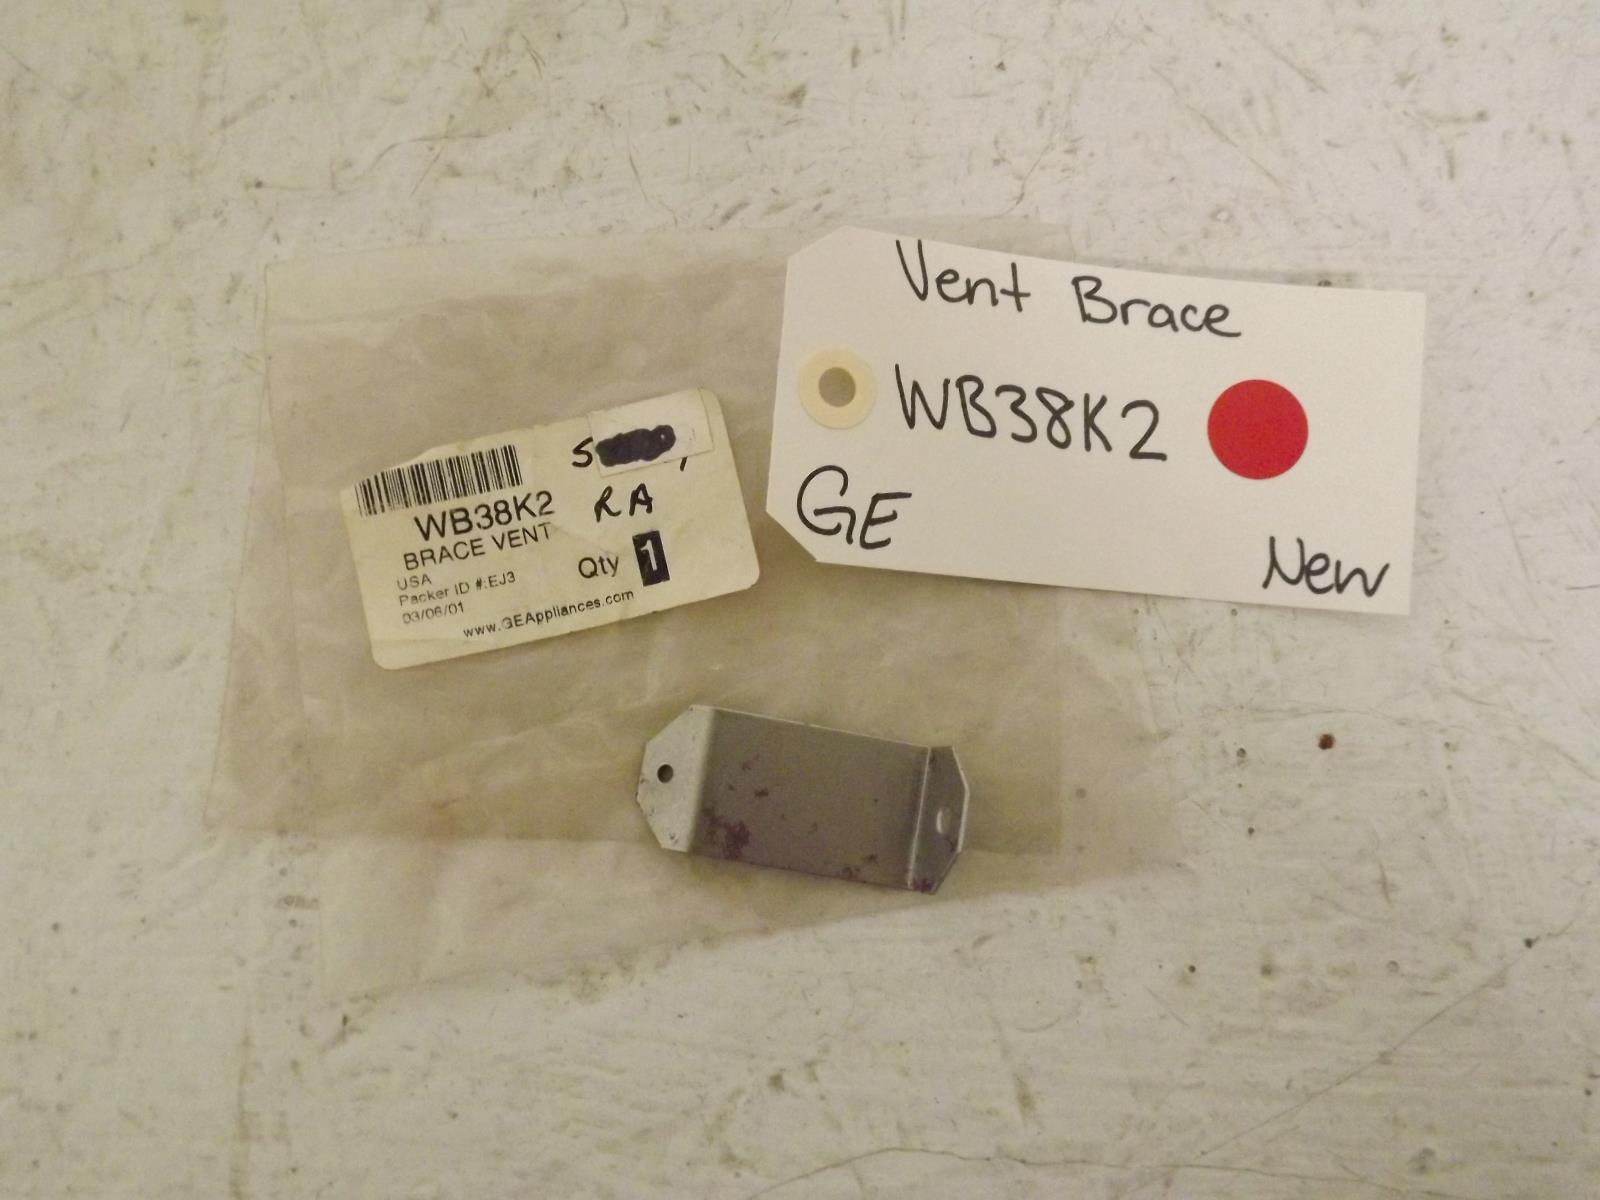 Vent Brace
WB38K2
GE
New
S
RA
WB38K2
BRACE VENT
Qty 1
USA
Packer ID #:EJ3
03/06/01
www.GEAppliances.com